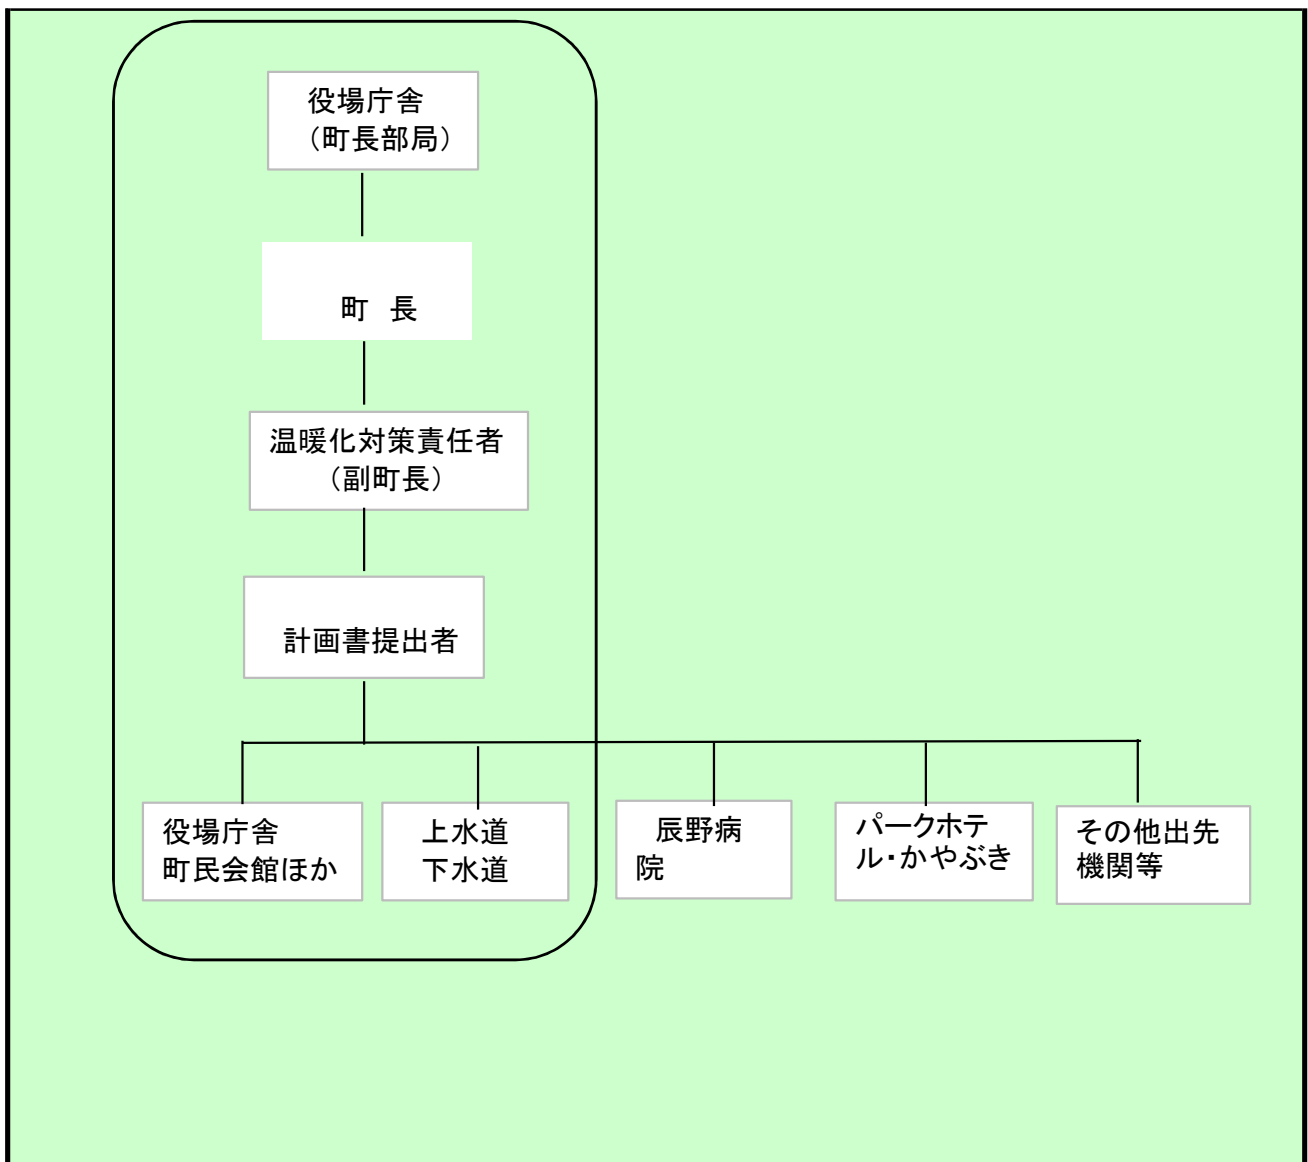 役場庁舎
（町長部局）
町　長
温暖化対策責任者
（副町長）
計画書提出者
役場庁舎
町民会館ほか
上水道
下水道
辰野病
院
パークホテ
ル・かやぶき
その他出先
機関等